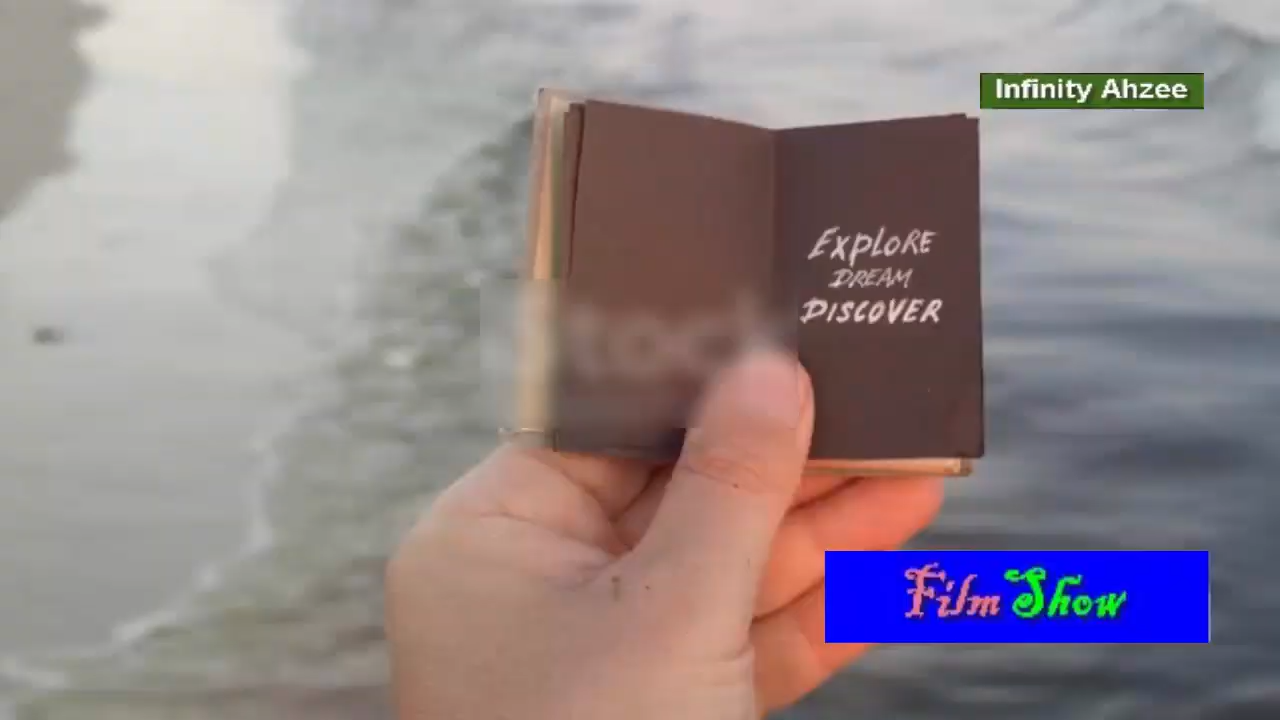 Infinity Ahzee
EXPLORE
DREAM
DISCOVER
Film Show